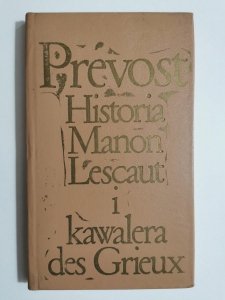 Prévost
Historia
Manon
Lescaut
i
kawalera
des Grieux